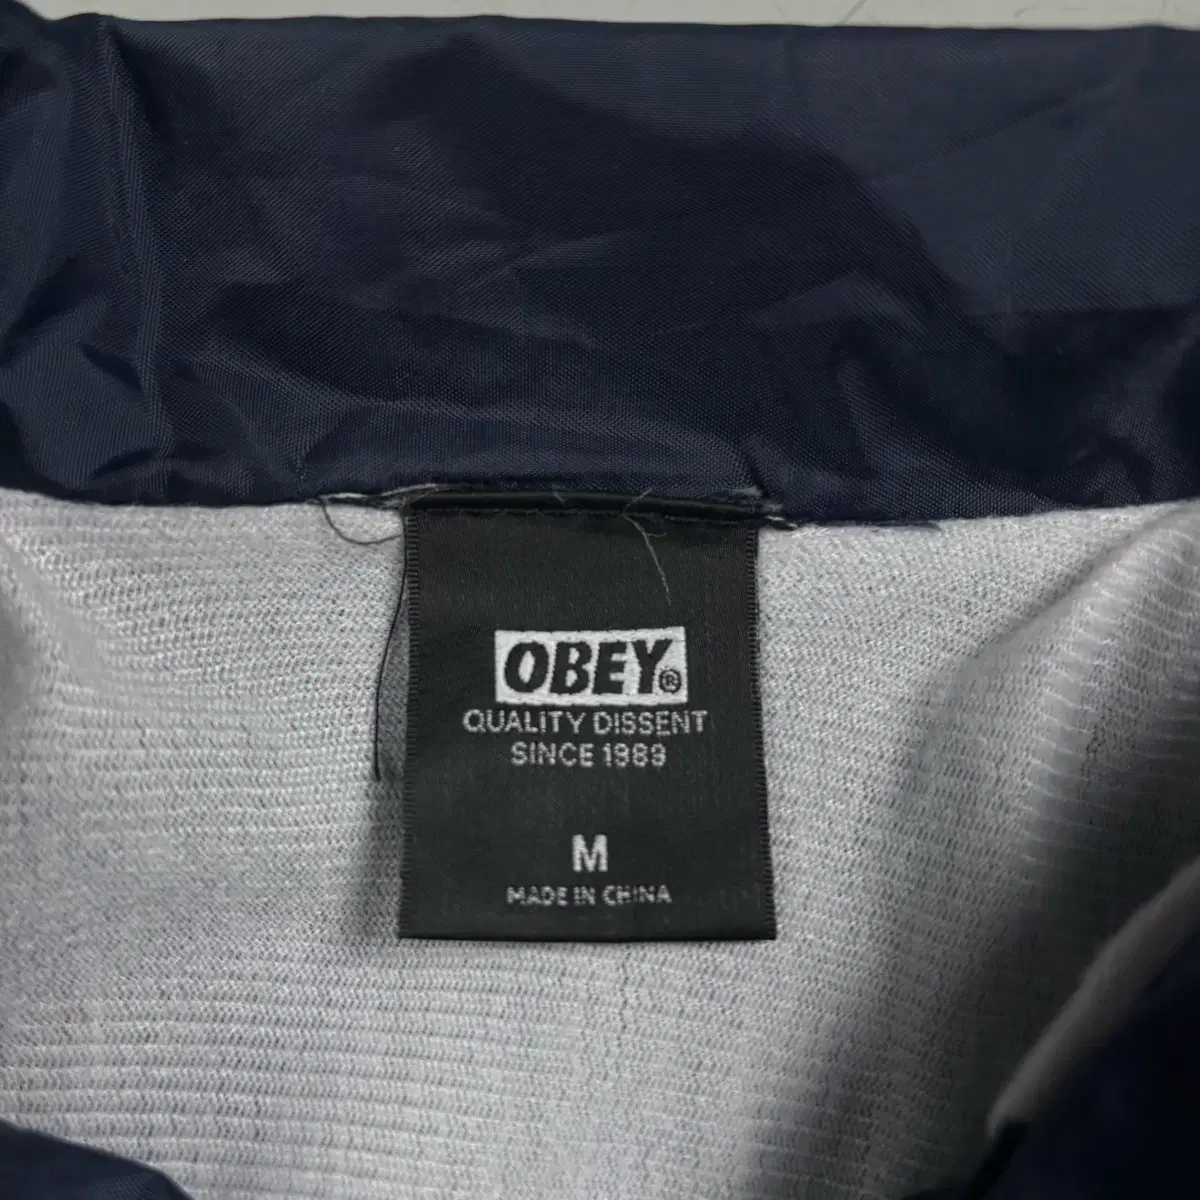 OBEY®
QUALITY DISSENT
SINCE 1989
M
MADE IN CHINA